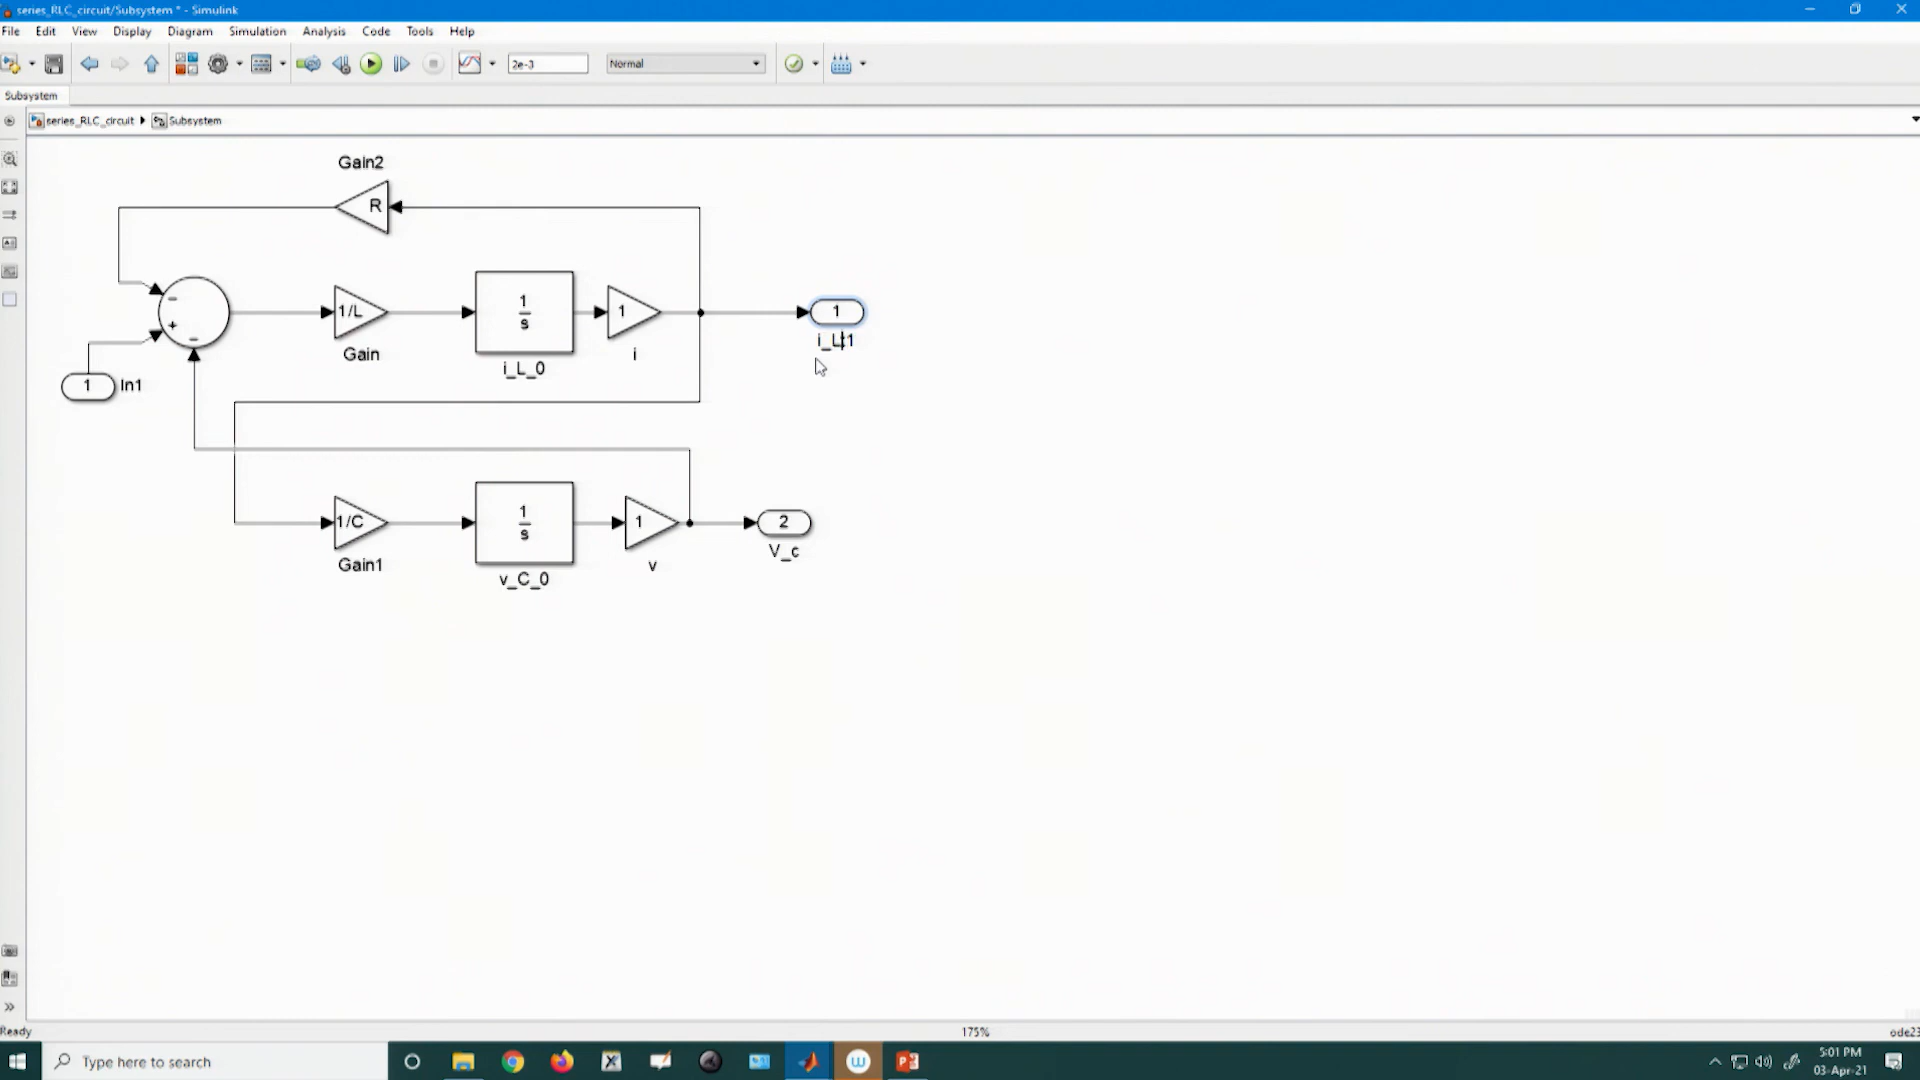 series_RLC_circuit/Subsystem * - Simulink
File Edit View Display Diagram Simulation Analysis Code Tools Help
2e-3 Normal
Subsystem
series_RLC_circuit Subsystem
Gain2
R
1/L
1
s
1
1
Gain
i_L_0
i
1
In1
1/C
1
s
1
2
Gain1
v_C_0
v
V_c
Ready 175% ode23
Type here to search
5:01 PM
03-Apr-21